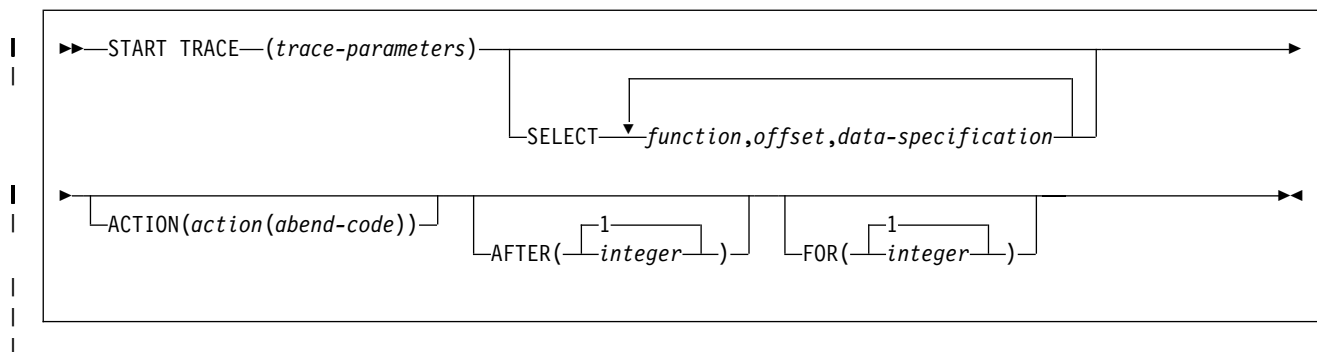 START TRACE (trace-parameters)
SELECT function,offset,data-specification
ACTION(action(abend-code))
1
AFTER( integer )
1
FOR( integer )